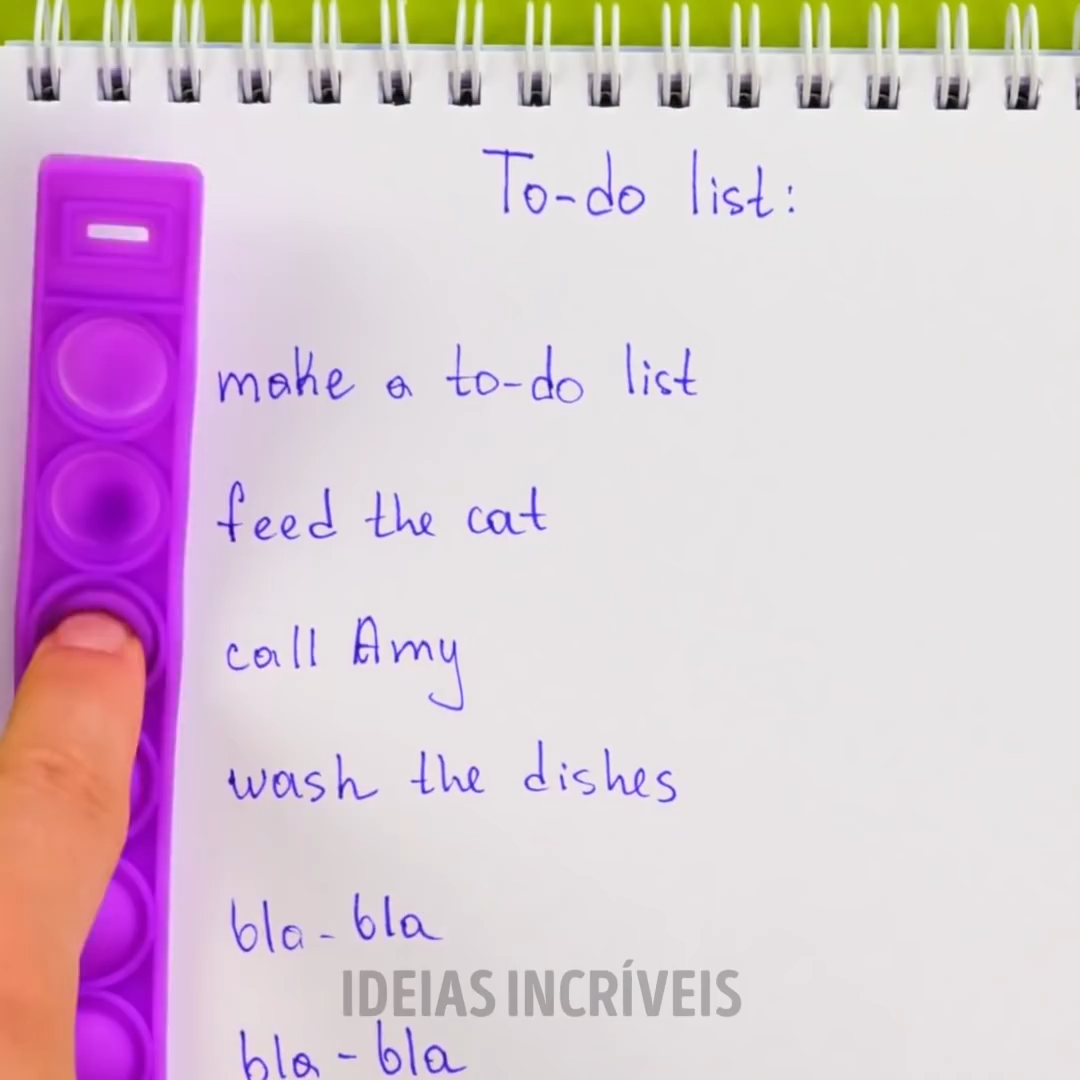 To-do list:
make a to-do list
feed the cat
call Amy
wash the dishes
bla-bla
IDEIAS INCRÍVEIS
bla-bla